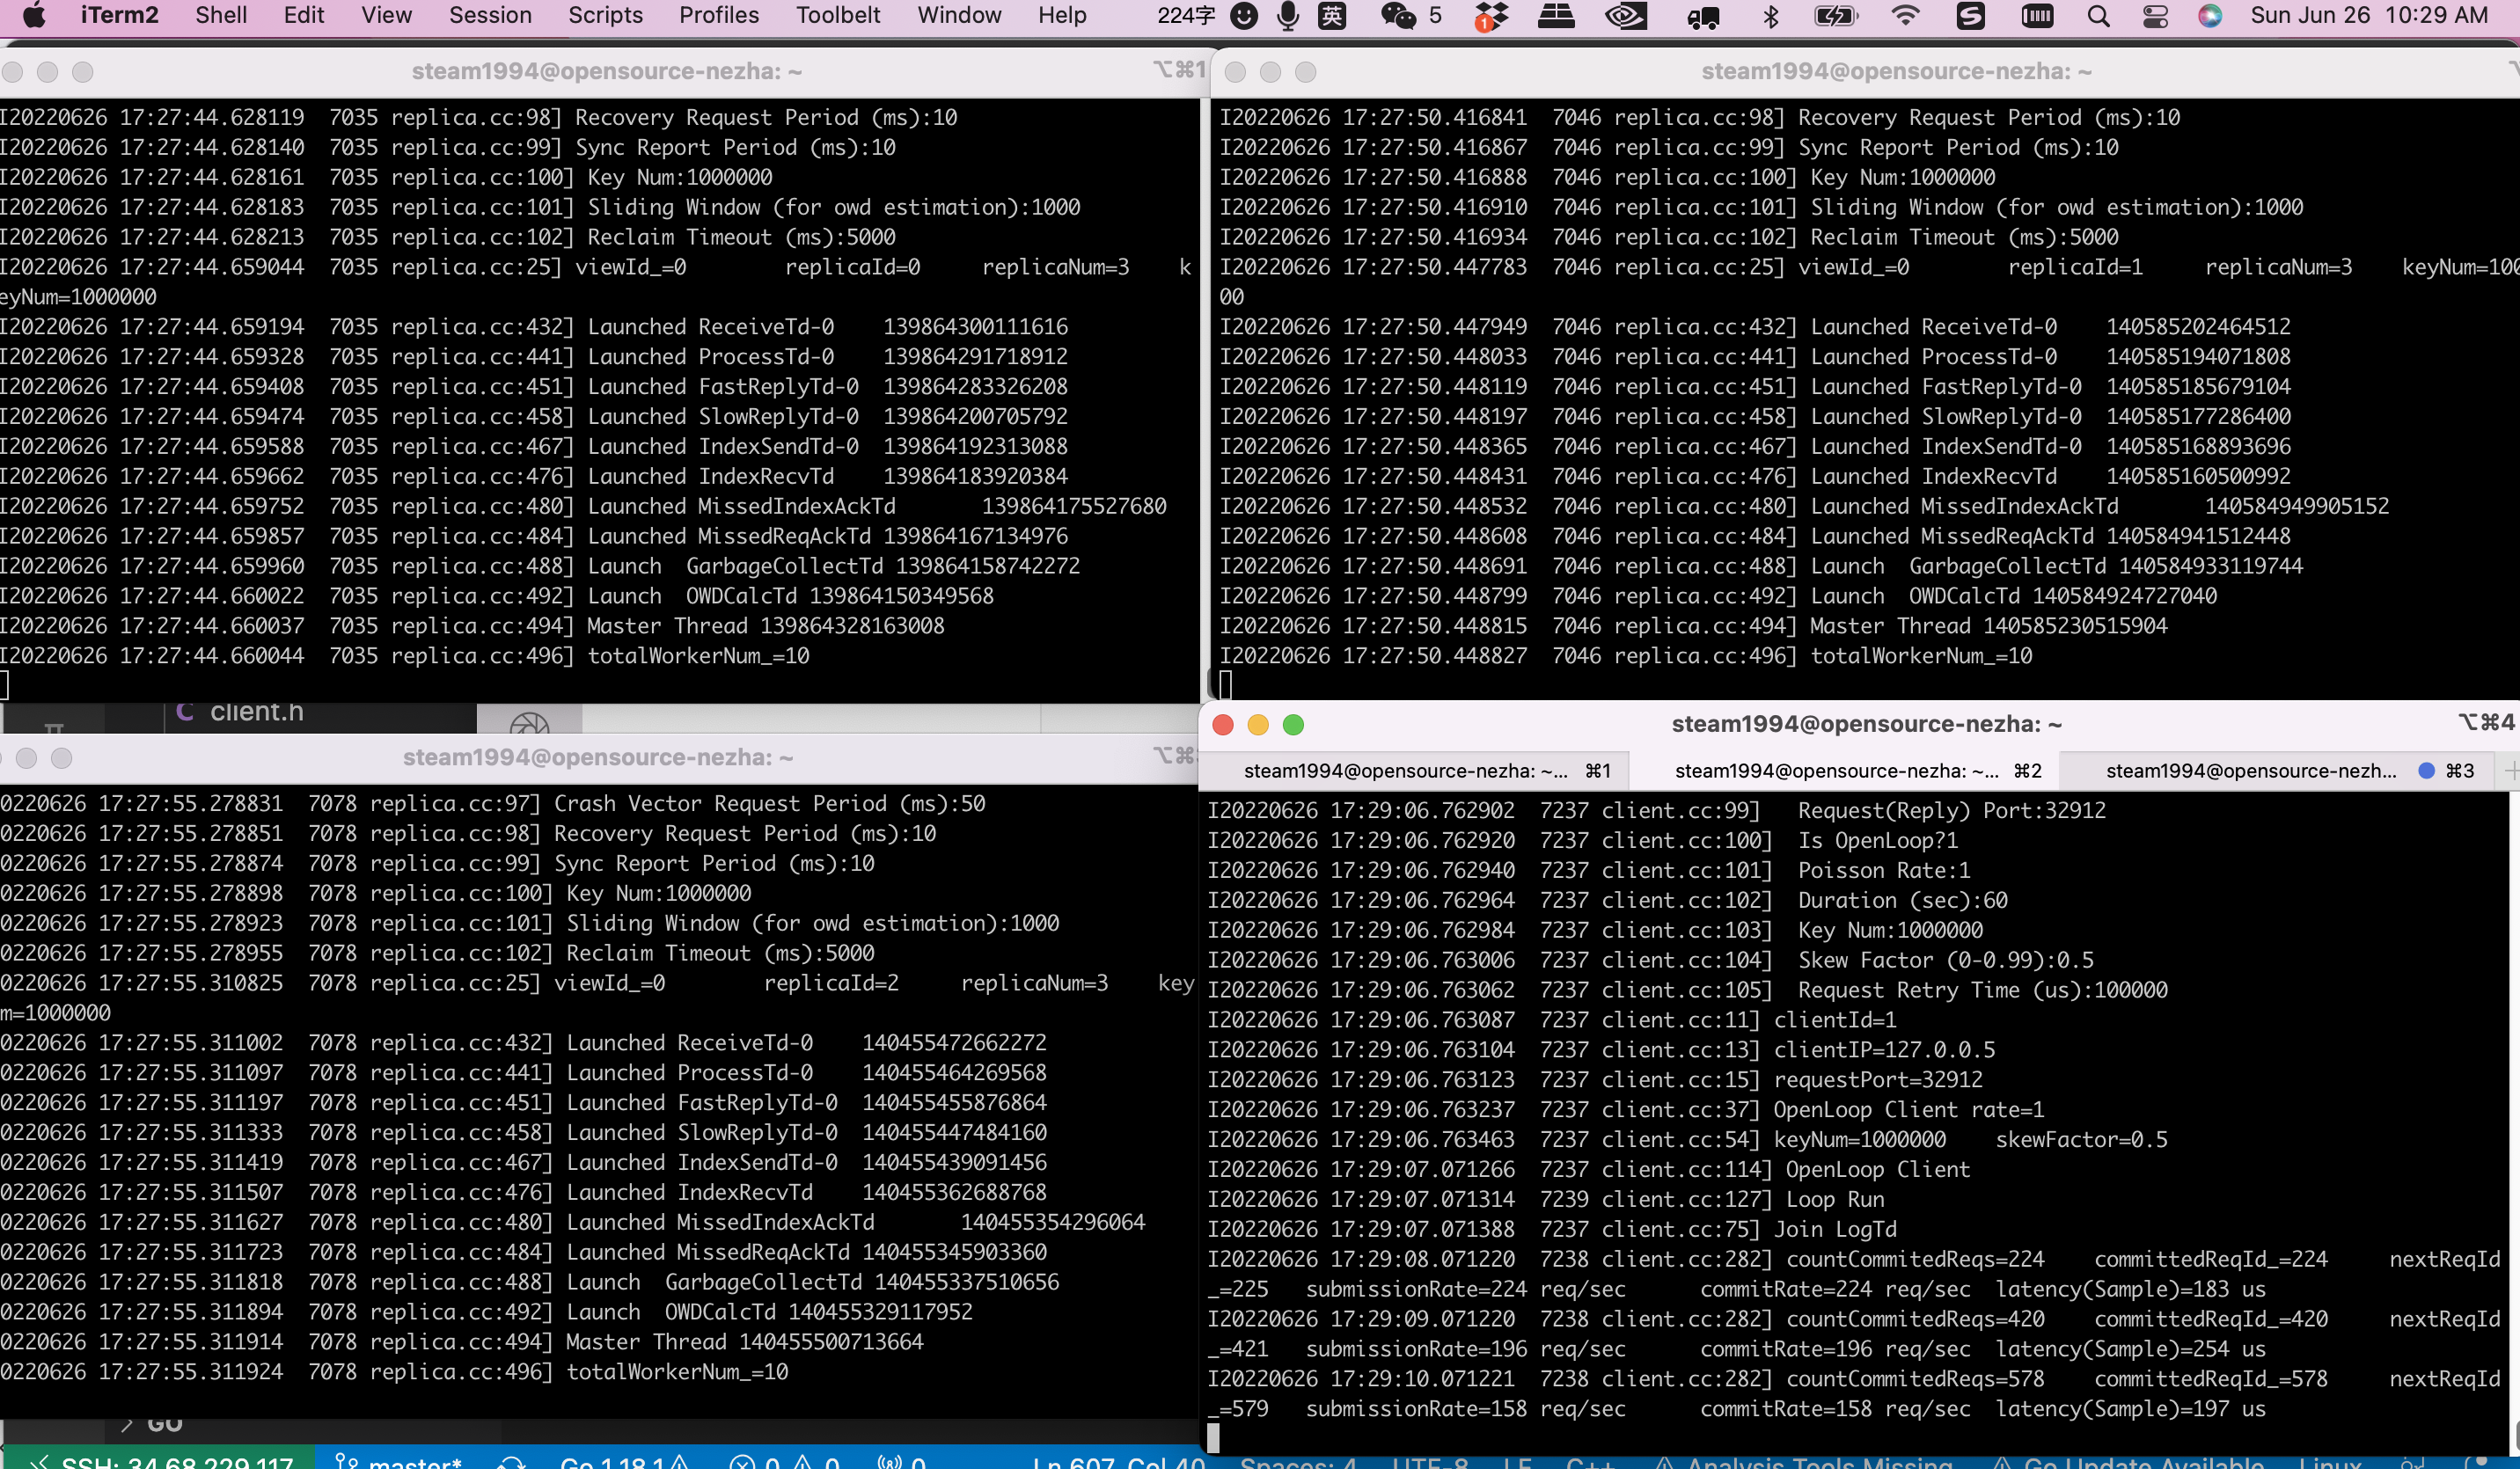 iTerm2 Shell Edit View Session Scripts Profiles Toolbelt Window Help 224字 英 5 1 S Sun Jun 26 10:29 AM
steam1994@opensource-nezha: ~ ⌥⌘1
I20220626 17:27:44.628119 7035 replica.cc:98] Recovery Request Period (ms):10
I20220626 17:27:44.628140 7035 replica.cc:99] Sync Report Period (ms):10
I20220626 17:27:44.628161 7035 replica.cc:100] Key Num:1000000
I20220626 17:27:44.628183 7035 replica.cc:101] Sliding Window (for owd estimation):1000
I20220626 17:27:44.628213 7035 replica.cc:102] Reclaim Timeout (ms):5000
I20220626 17:27:44.659044 7035 replica.cc:25] viewId_=0 replicaId=0 replicaNum=3 k
eyNum=1000000
I20220626 17:27:44.659194 7035 replica.cc:432] Launched ReceiveTd-0 139864300111616
I20220626 17:27:44.659328 7035 replica.cc:441] Launched ProcessTd-0 139864291718912
I20220626 17:27:44.659408 7035 replica.cc:451] Launched FastReplyTd-0 139864283326208
I20220626 17:27:44.659474 7035 replica.cc:458] Launched SlowReplyTd-0 139864200705792
I20220626 17:27:44.659588 7035 replica.cc:467] Launched IndexSendTd-0 139864192313088
I20220626 17:27:44.659662 7035 replica.cc:476] Launched IndexRecvTd 139864183920384
I20220626 17:27:44.659752 7035 replica.cc:480] Launched MissedIndexAckTd 139864175527680
I20220626 17:27:44.659857 7035 replica.cc:484] Launched MissedReqAckTd 139864167134976
I20220626 17:27:44.659960 7035 replica.cc:488] Launch GarbageCollectTd 139864158742272
I20220626 17:27:44.660022 7035 replica.cc:492] Launch OWDCalcTd 139864150349568
I20220626 17:27:44.660037 7035 replica.cc:494] Master Thread 139864328163008
I20220626 17:27:44.660044 7035 replica.cc:496] totalWorkerNum_=10
steam1994@opensource-nezha: ~
I20220626 17:27:50.416841 7046 replica.cc:98] Recovery Request Period (ms):10
I20220626 17:27:50.416867 7046 replica.cc:99] Sync Report Period (ms):10
I20220626 17:27:50.416888 7046 replica.cc:100] Key Num:1000000
I20220626 17:27:50.416910 7046 replica.cc:101] Sliding Window (for owd estimation):1000
I20220626 17:27:50.416934 7046 replica.cc:102] Reclaim Timeout (ms):5000
I20220626 17:27:50.447783 7046 replica.cc:25] viewId_=0 replicaId=1 replicaNum=3 keyNum=100
00
I20220626 17:27:50.447949 7046 replica.cc:432] Launched ReceiveTd-0 140585202464512
I20220626 17:27:50.448033 7046 replica.cc:441] Launched ProcessTd-0 140585194071808
I20220626 17:27:50.448119 7046 replica.cc:451] Launched FastReplyTd-0 140585185679104
I20220626 17:27:50.448197 7046 replica.cc:458] Launched SlowReplyTd-0 140585177286400
I20220626 17:27:50.448365 7046 replica.cc:467] Launched IndexSendTd-0 140585168893696
I20220626 17:27:50.448431 7046 replica.cc:476] Launched IndexRecvTd 140585160500992
I20220626 17:27:50.448532 7046 replica.cc:480] Launched MissedIndexAckTd 140584949905152
I20220626 17:27:50.448608 7046 replica.cc:484] Launched MissedReqAckTd 140584941512448
I20220626 17:27:50.448691 7046 replica.cc:488] Launch GarbageCollectTd 140584933119744
I20220626 17:27:50.448799 7046 replica.cc:492] Launch OWDCalcTd 140584924727040
I20220626 17:27:50.448815 7046 replica.cc:494] Master Thread 140585230515904
I20220626 17:27:50.448827 7046 replica.cc:496] totalWorkerNum_=10
C client.h
steam1994@opensource-nezha: ~ ⌥⌘
0220626 17:27:55.278831 7078 replica.cc:97] Crash Vector Request Period (ms):50
0220626 17:27:55.278851 7078 replica.cc:98] Recovery Request Period (ms):10
0220626 17:27:55.278874 7078 replica.cc:99] Sync Report Period (ms):10
0220626 17:27:55.278898 7078 replica.cc:100] Key Num:1000000
0220626 17:27:55.278923 7078 replica.cc:101] Sliding Window (for owd estimation):1000
0220626 17:27:55.278955 7078 replica.cc:102] Reclaim Timeout (ms):5000
0220626 17:27:55.310825 7078 replica.cc:25] viewId_=0 replicaId=2 replicaNum=3 key
m=1000000
0220626 17:27:55.311002 7078 replica.cc:432] Launched ReceiveTd-0 140455472662272
0220626 17:27:55.311097 7078 replica.cc:441] Launched ProcessTd-0 140455464269568
0220626 17:27:55.311197 7078 replica.cc:451] Launched FastReplyTd-0 140455455876864
0220626 17:27:55.311333 7078 replica.cc:458] Launched SlowReplyTd-0 140455447484160
0220626 17:27:55.311419 7078 replica.cc:467] Launched IndexSendTd-0 140455439091456
0220626 17:27:55.311507 7078 replica.cc:476] Launched IndexRecvTd 140455362688768
0220626 17:27:55.311627 7078 replica.cc:480] Launched MissedIndexAckTd 140455354296064
0220626 17:27:55.311723 7078 replica.cc:484] Launched MissedReqAckTd 140455345903360
0220626 17:27:55.311818 7078 replica.cc:488] Launch GarbageCollectTd 140455337510656
0220626 17:27:55.311894 7078 replica.cc:492] Launch OWDCalcTd 140455329117952
0220626 17:27:55.311914 7078 replica.cc:494] Master Thread 140455500713664
0220626 17:27:55.311924 7078 replica.cc:496] totalWorkerNum_=10
steam1994@opensource-nezha: ~ ⌥⌘4
steam1994@opensource-nezha: ~... ⌘1 steam1994@opensource-nezha: ~... ⌘2 steam1994@opensource-nezh... ⌘3
I20220626 17:29:06.762902 7237 client.cc:99] Request(Reply) Port:32912
I20220626 17:29:06.762920 7237 client.cc:100] Is OpenLoop?1
I20220626 17:29:06.762940 7237 client.cc:101] Poisson Rate:1
I20220626 17:29:06.762964 7237 client.cc:102] Duration (sec):60
I20220626 17:29:06.762984 7237 client.cc:103] Key Num:1000000
I20220626 17:29:06.763006 7237 client.cc:104] Skew Factor (0-0.99):0.5
I20220626 17:29:06.763062 7237 client.cc:105] Request Retry Time (us):100000
I20220626 17:29:06.763087 7237 client.cc:11] clientId=1
I20220626 17:29:06.763104 7237 client.cc:13] clientIP=127.0.0.5
I20220626 17:29:06.763123 7237 client.cc:15] requestPort=32912
I20220626 17:29:06.763237 7237 client.cc:37] OpenLoop Client rate=1
I20220626 17:29:06.763463 7237 client.cc:54] keyNum=1000000 skewFactor=0.5
I20220626 17:29:07.071266 7237 client.cc:114] OpenLoop Client
I20220626 17:29:07.071314 7239 client.cc:127] Loop Run
I20220626 17:29:07.071388 7237 client.cc:75] Join LogTd
I20220626 17:29:08.071220 7238 client.cc:282] countCommitedReqs=224 committedReqId_=224 nextReqId
_=225 submissionRate=224 req/sec commitRate=224 req/sec latency(Sample)=183 us
I20220626 17:29:09.071220 7238 client.cc:282] countCommitedReqs=420 committedReqId_=420 nextReqId
_=421 submissionRate=196 req/sec commitRate=196 req/sec latency(Sample)=254 us
I20220626 17:29:10.071221 7238 client.cc:282] countCommitedReqs=578 committedReqId_=578 nextReqId
_=579 submissionRate=158 req/sec commitRate=158 req/sec latency(Sample)=197 us
> GO
SSH: 34.68.229.117 master* Go 1.18.1 0 0 0 Ln 607, Col 40 Spaces: 4 UTF-8 LF C++ Analysis Tools Missing Go Update Available Linux